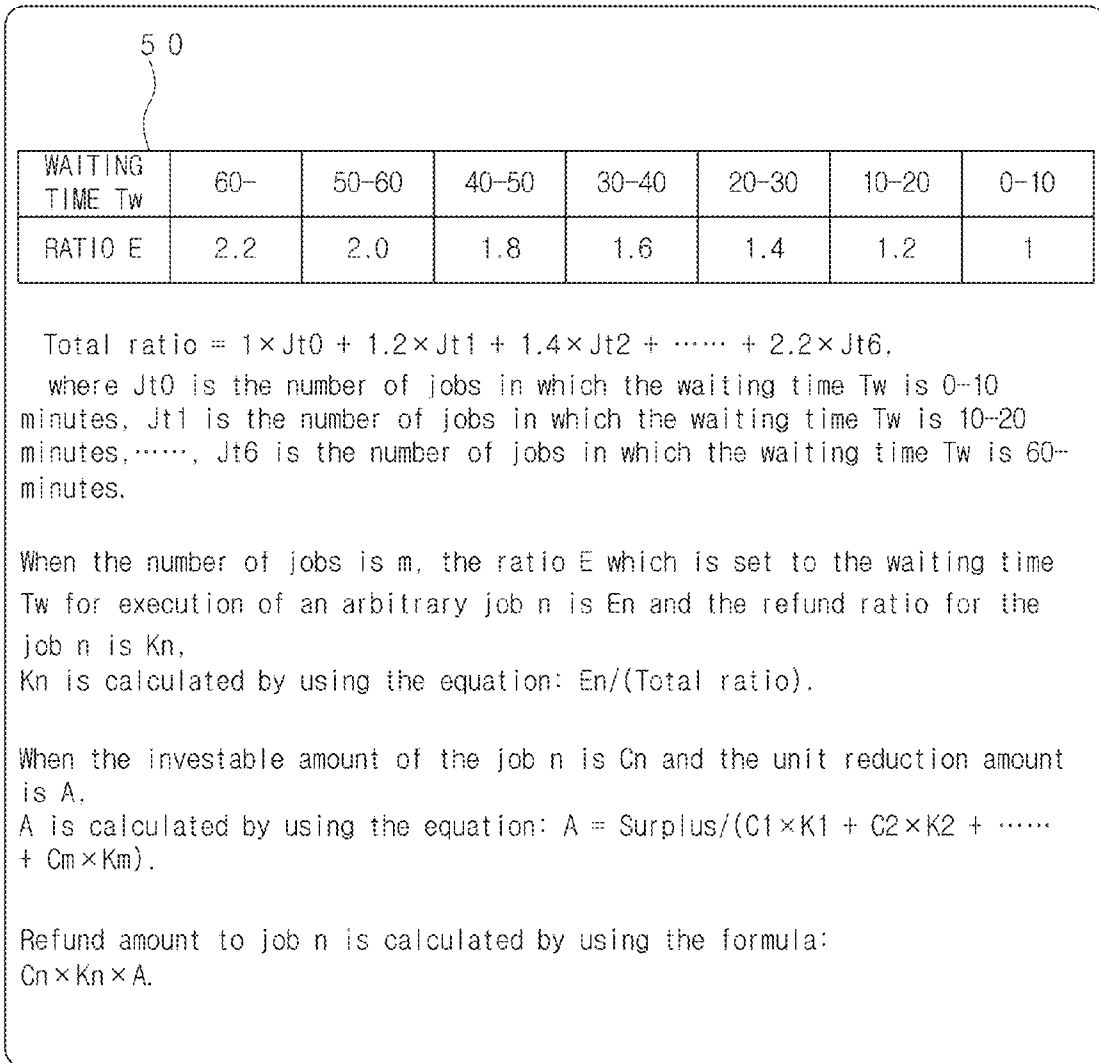 5 0
WAITING TIME Tw 60- 50-60 40-50 30-40 20-30 10-20 0-10
RATIO E 2.2 2.0 1.8 1.6 1.4 1.2 1
Total ratio = 1×Jt0 + 1.2×Jt1 + 1.4×Jt2 + ⋯⋯ + 2.2×Jt6,
where Jt0 is the number of jobs in which the waiting time Tw is 0-10
minutes, Jt1 is the number of jobs in which the waiting time Tw is 10-20
minutes,⋯⋯, Jt6 is the number of jobs in which the waiting time Tw is 60-
minutes.
When the number of jobs is m, the ratio E which is set to the waiting time
Tw for execution of an arbitrary job n is En and the refund ratio for the
job n is Kn,
Kn is calculated by using the equation: En/(Total ratio).
When the investable amount of the job n is Cn and the unit reduction amount
is A,
A is calculated by using the equation: A = Surplus/(C1×K1 + C2×K2 + ⋯⋯
+ Cm×Km).
Refund amount to job n is calculated by using the formula:
Cn×Kn×A.